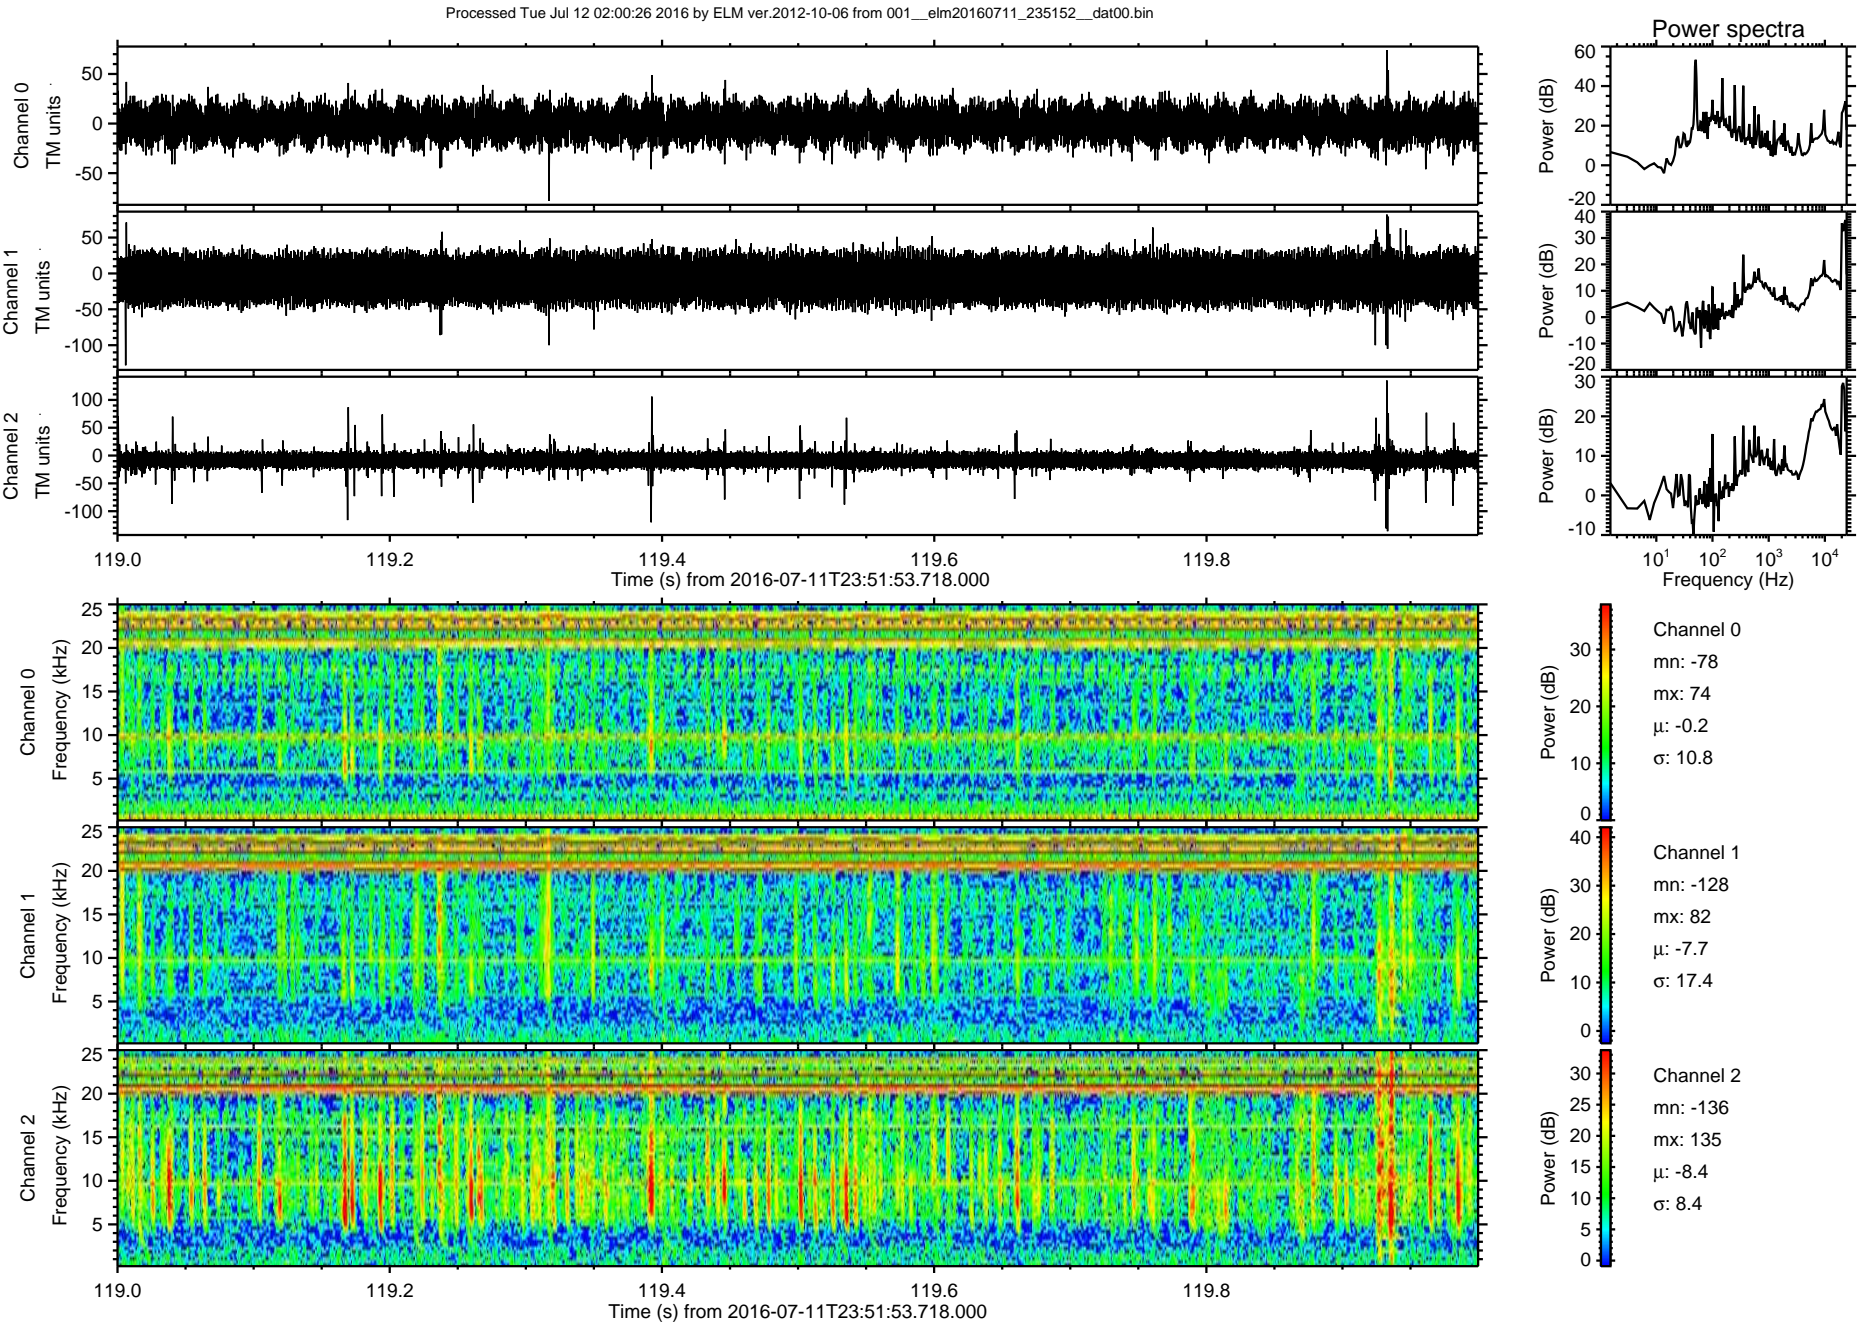 Processed Tue Jul 12 02:00:26 2016 by ELM ver.2012-10-06 from 001__elm20160711_235152__dat00.bin
Power spectra
Channel 0
TM units
50
0
-50
Power (dB)
60
40
20
0
-20
Channel 1
TM units
50
0
-50
-100
Power (dB)
40
30
20
10
0
-10
-20
Channel 2
TM units
100
50
0
-50
-100
Power (dB)
30
20
10
0
-10
119.0 119.2 119.4 119.6 119.8
Time (s) from 2016-07-11T23:51:53.718.000
10^1 10^2 10^3 10^4
Frequency (Hz)
Channel 0
Frequency (kHz)
25
20
15
10
5
Power (dB)
30
20
10
0
Channel 0
mn: -78
mx: 74
μ: -0.2
σ: 10.8
Channel 1
Frequency (kHz)
25
20
15
10
5
Power (dB)
40
30
20
10
0
Channel 1
mn: -128
mx: 82
μ: -7.7
σ: 17.4
Channel 2
Frequency (kHz)
25
20
15
10
5
Power (dB)
30
25
20
15
10
5
0
Channel 2
mn: -136
mx: 135
μ: -8.4
σ: 8.4
119.0 119.2 119.4 119.6 119.8
Time (s) from 2016-07-11T23:51:53.718.000